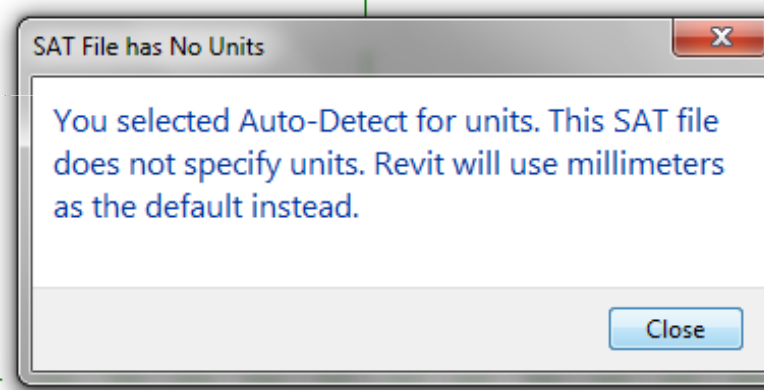 SAT File has No Units
You selected Auto-Detect for units. This SAT file
does not specify units. Revit will use millimeters
as the default instead.
Close